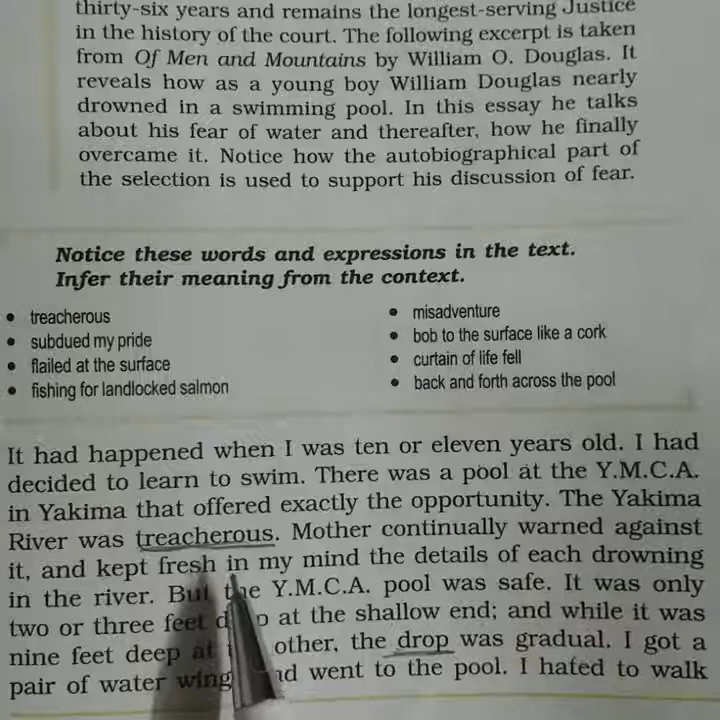 thirty-six years and remains the longest-serving Justice
in the history of the court. The following excerpt is taken
from Of Men and Mountains by William O. Douglas. It
reveals how as a young boy William Douglas nearly
drowned in a swimming pool. In this essay he talks
about his fear of water and thereafter, how he finally
overcame it. Notice how the autobiographical part of
the selection is used to support his discussion of fear.
Notice these words and expressions in the text.
Infer their meaning from the context.
• treacherous
• subdued my pride
• flailed at the surface
• fishing for landlocked salmon
• misadventure
• bob to the surface like a cork
• curtain of life fell
• back and forth across the pool
It had happened when I was ten or eleven years old. I had
decided to learn to swim. There was a pool at the Y.M.C.A.
in Yakima that offered exactly the opportunity. The Yakima
River was treacherous. Mother continually warned against
it, and kept fresh in my mind the details of each drowning
in the river. But the Y.M.C.A. pool was safe. It was only
two or three feet at the shallow end; and while it was
nine feet deep at other, the drop was gradual. I got a
pair of water went to the pool. I hated to walk